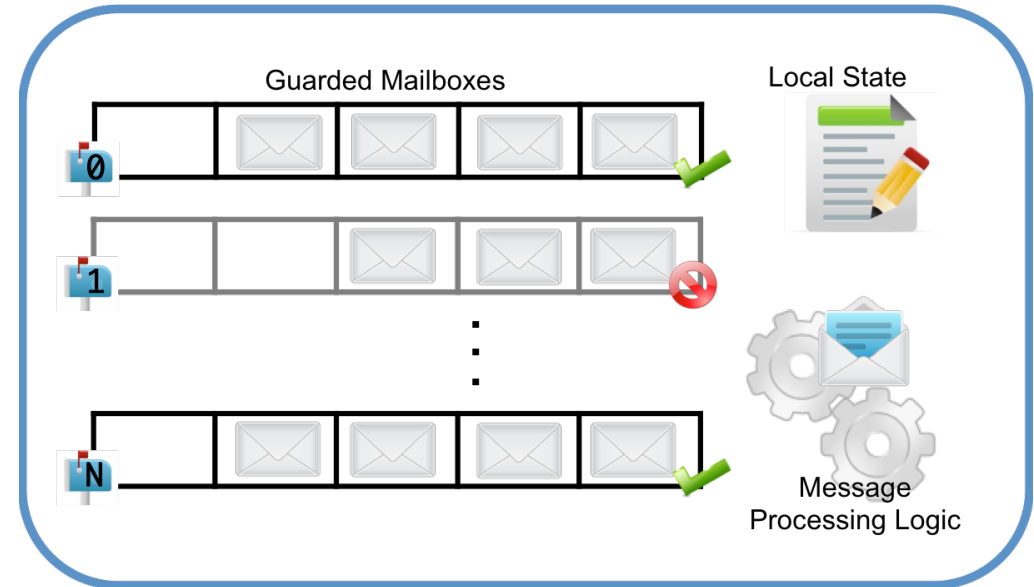 Guarded Mailboxes
Local State
0
1
N
Message
Processing Logic